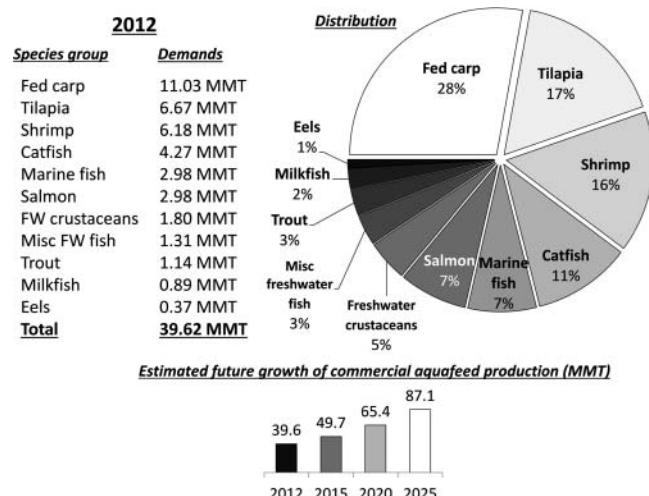 2012
Species group Demands
Fed carp 11.03 MMT
Tilapia 6.67 MMT
Shrimp 6.18 MMT
Catfish 4.27 MMT
Marine fish 2.98 MMT
Salmon 2.98 MMT
FW crustaceans 1.80 MMT
Misc FW fish 1.31 MMT
Trout 1.14 MMT
Milkfish 0.89 MMT
Eels 0.37 MMT
Total 39.62 MMT
Distribution
Fed carp
28%
Tilapia
17%
Shrimp
16%
Catfish
11%
Marine
fish
7%
Salmon
7%
Freshwater
crustaceans
5%
Misc
freshwater
fish
3%
Trout
3%
Milkfish
2%
Eels
1%
Estimated future growth of commercial aquafeed production (MMT)
39.6 49.7 65.4 87.1
2012 2015 2020 2025